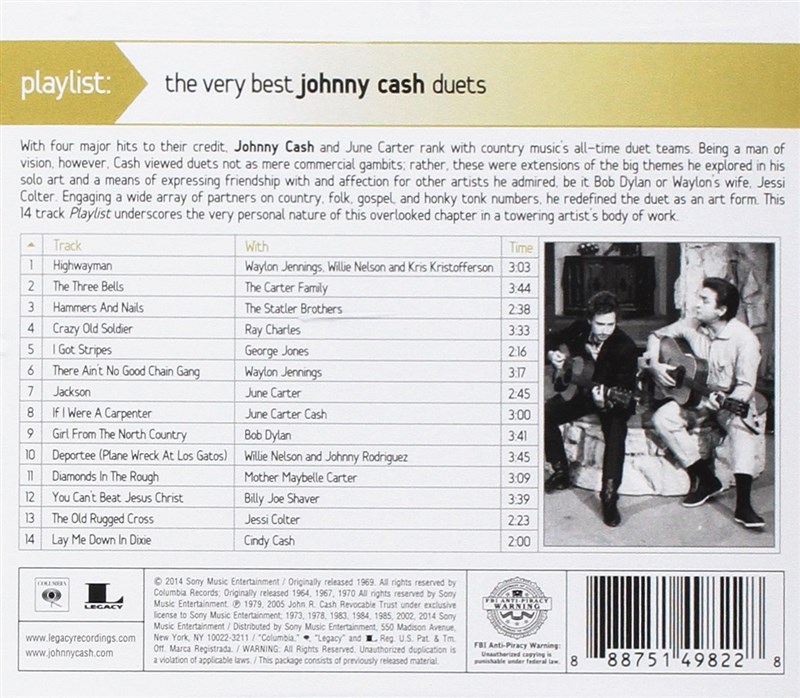 playlist: the very best johnny cash duets
With four major hits to their credit, Johnny Cash and June Carter rank with country music's all-time duet teams. Being a man of
vision, however, Cash viewed duets not as mere commercial gambits; rather, these were extensions of the big themes he explored in his
solo art and a means of expressing friendship with and affection for other artists he admired, be it Bob Dylan or Waylon's wife, Jessi
Colter. Engaging a wide array of partners on country, folk, gospel, and honky tonk numbers, he redefined the duet as an art form. This
14 track Playlist underscores the very personal nature of this overlooked chapter in a towering artist's body of work.
Track With Time
1 Highwayman Waylon Jennings, Willie Nelson and Kris Kristofferson 3:03
2 The Three Bells The Carter Family 3:44
3 Hammers And Nails The Statler Brothers 2:38
4 Crazy Old Soldier Ray Charles 3:33
5 I Got Stripes George Jones 2:16
6 There Ain't No Good Chain Gang Waylon Jennings 3:17
7 Jackson June Carter 2:45
8 If I Were A Carpenter June Carter Cash 3:00
9 Girl From The North Country Bob Dylan 3:41
10 Deportee (Plane Wreck At Los Gatos) Willie Nelson and Johnny Rodriguez 3:45
11 Diamonds In The Rough Mother Maybelle Carter 3:09
12 You Can't Beat Jesus Christ Billy Joe Shaver 3:39
13 The Old Rugged Cross Jessi Colter 2:23
14 Lay Me Down In Dixie Cindy Cash 2:00
COLUMBIA
L
LEGACY
www.legacyrecordings.com
www.johnnycash.com
© 2014 Sony Music Entertainment / Originally released 1969. All rights reserved by
Columbia Records; Originally released 1964, 1967, 1970 All rights reserved by Sony
Music Entertainment. ℗ 1979, 2005 John R. Cash Revocable Trust under exclusive
license to Sony Music Entertainment; 1973, 1978, 1983, 1984, 1985, 2002, 2014 Sony
Music Entertainment / Distributed by Sony Music Entertainment, 550 Madison Avenue,
New York, NY 10022-3211 / "Columbia," , "Legacy" and L Reg. U.S. Pat. & Tm.
Off. Marca Registrada. / WARNING: All Rights Reserved. Unauthorized duplication is
a violation of applicable laws. / This package consists of previously released material.
FBI ANTI-PIRACY
WARNING
FBI Anti-Piracy Warning:
Unauthorized copying is
punishable under federal law.
8 88751 49822 8